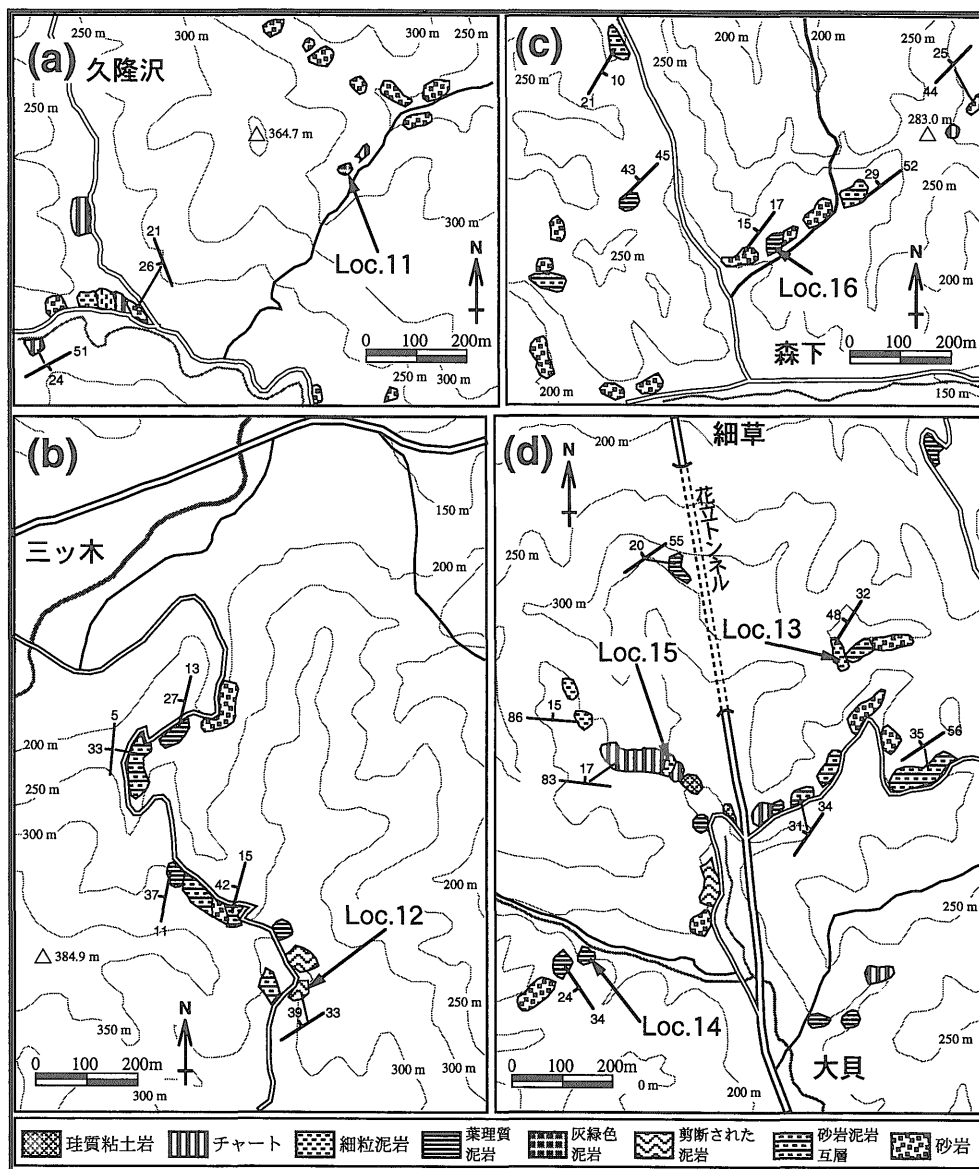 (a)
久隆沢
250 m
300 m
250 m
250 m
250 m
364.7 m
300 m
21
26
51
24
Loc.11
N
0 100 200m
250 m 300 m
(c)
21
10
250 m
200 m
200 m
250 m
25
44
283.0 m
250 m
43
45
29
52
250 m
15
17
250 m
Loc.16
N
森下
0 100 200m
200 m
150 m
(b)
三ッ木
N
150 m
200 m
13
27
5
33
200 m
250 m
300 m
15
42
37
11
200 m
Loc.12
384.9 m
39
33
250 m
350 m
N
0 100 200m
300 m
300 m
300 m
(d)
細草
花立トンネル
N
200 m
200 m
250 m
20
55
300 m
32
48
Loc.13
Loc.15
15
86
17
83
35
56
34
31
250 m
24
34
Loc.14
大貝
250 m
0 100 200m
0 m
200 m
珪質粘土岩
チャート
細粒泥岩
葉理質泥岩
灰緑色泥岩
剪断された泥岩
砂岩泥岩互層
砂岩